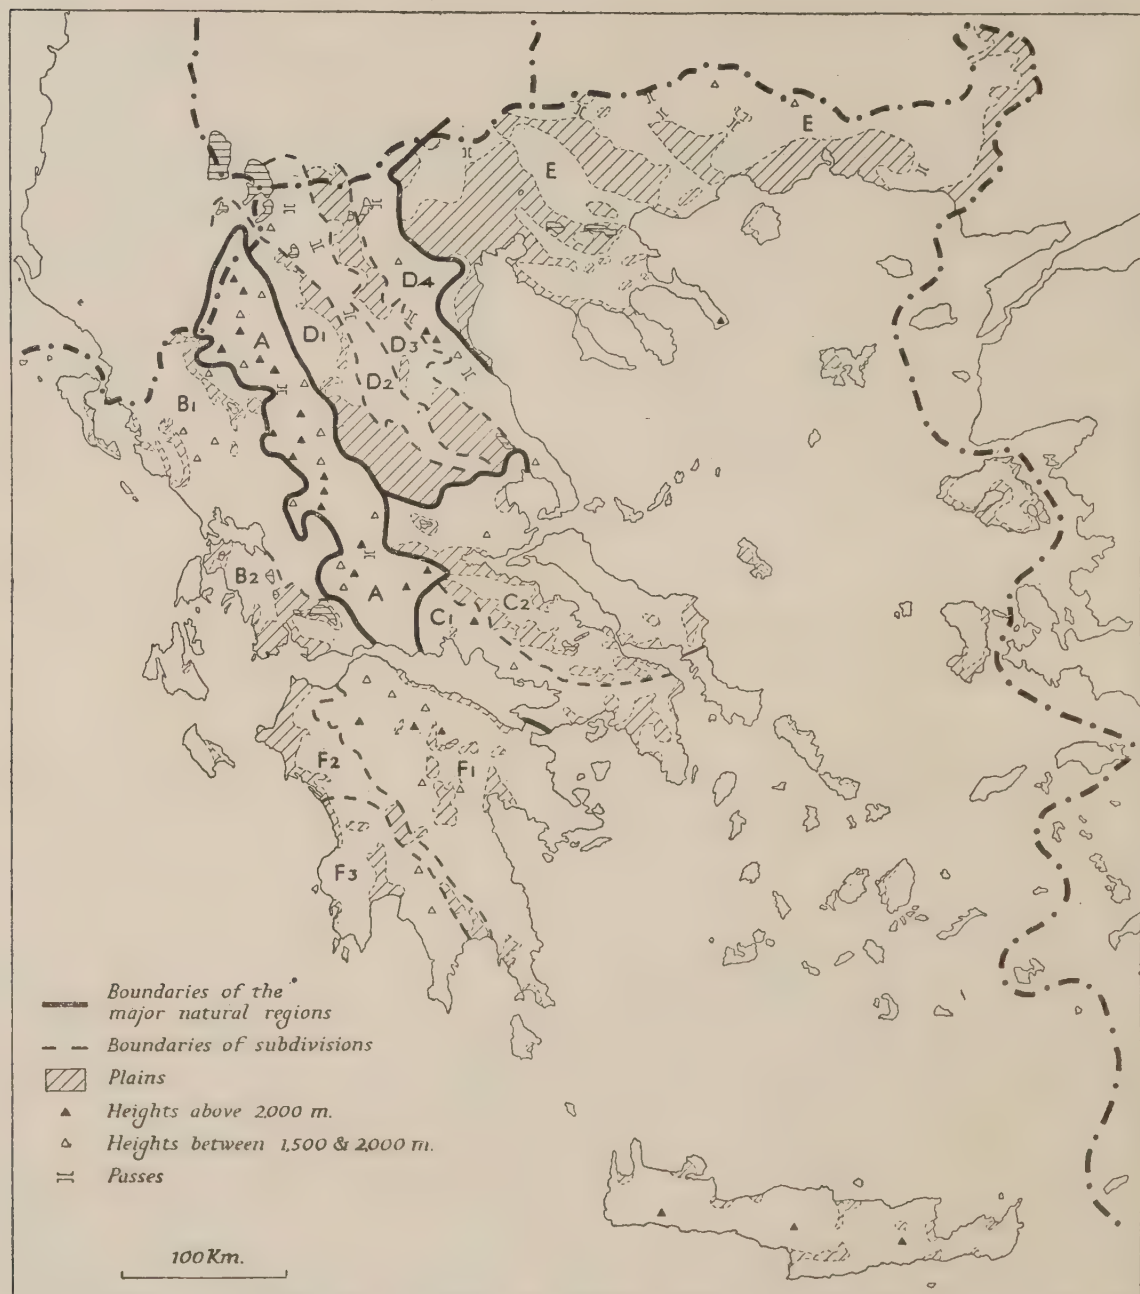 E
E
D4
D1
A
D3
D2
B1
B2
A
C2
C1
F2
F1
F3
Boundaries of the
major natural regions
Boundaries of subdivisions
Plains
Heights above 2,000 m.
Heights between 1,500 & 2,000 m.
Passes
100 Km.